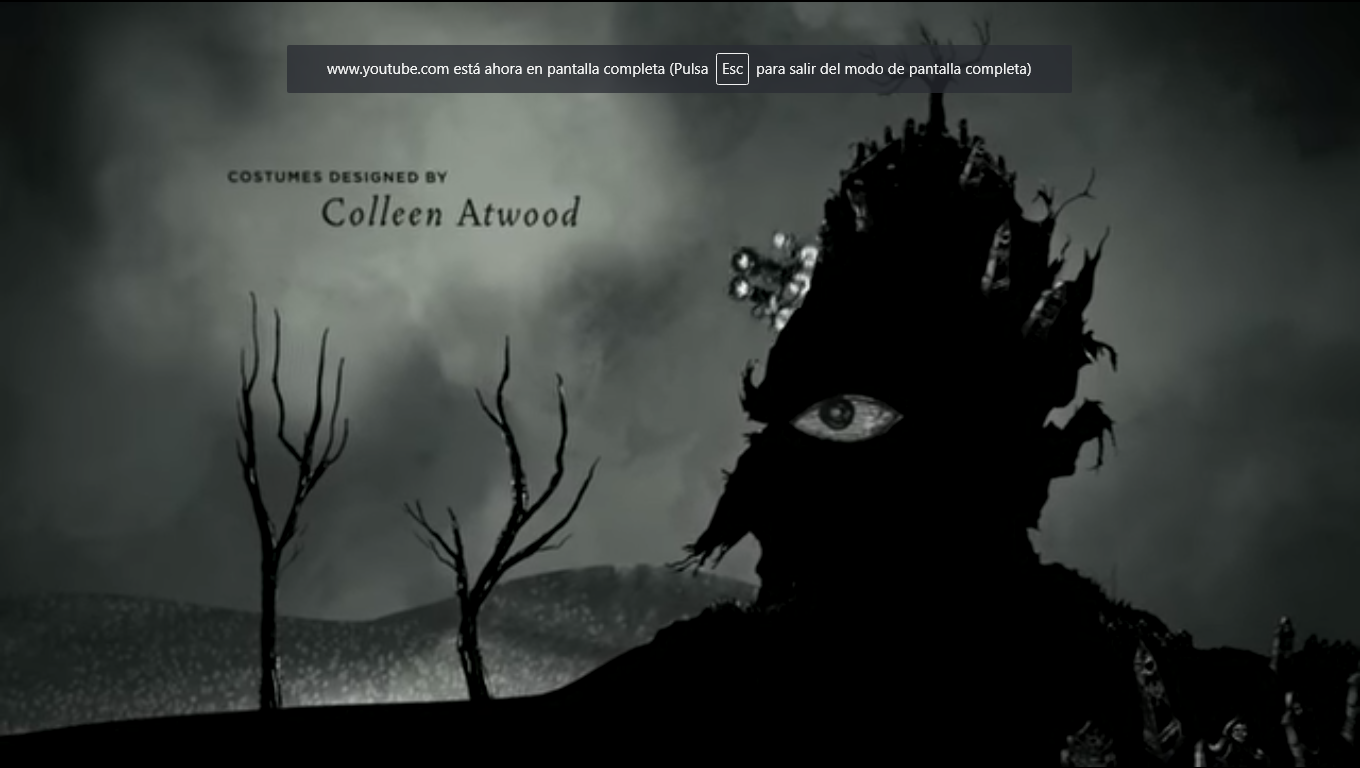 www.youtube.com está ahora en pantalla completa (Pulsa Esc para salir del modo de pantalla completa)
COSTUMES DESIGNED BY
Colleen Atwood